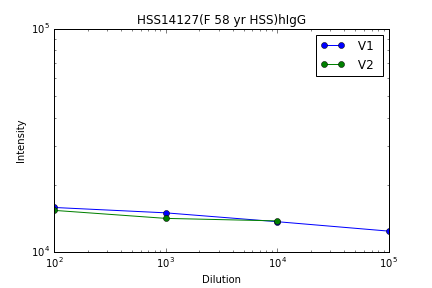 HSS14127(F 58 yr HSS)hIgG
10^5
V1
V2
Intensity
10^4
10^2
10^3
10^4
10^5
Dilution